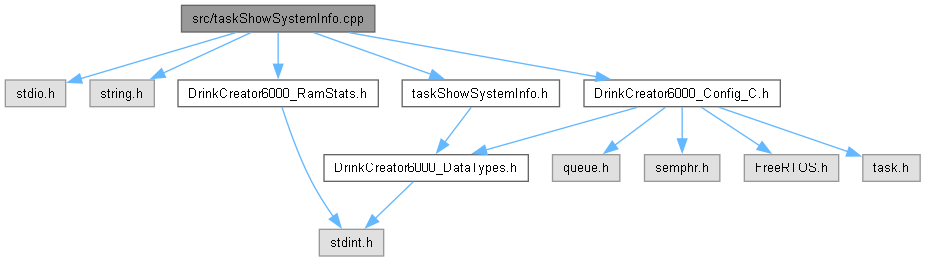 src/taskShowSystemInfo.cpp
stdio.h
string.h
DrinkCreator6000_RamStats.h
taskShowSystemInfo.h
DrinkCreator6000_Config_C.h
DrinkCreator6000_DataTypes.h
queue.h
semphr.h
FreeRTOS.h
task.h
stdint.h